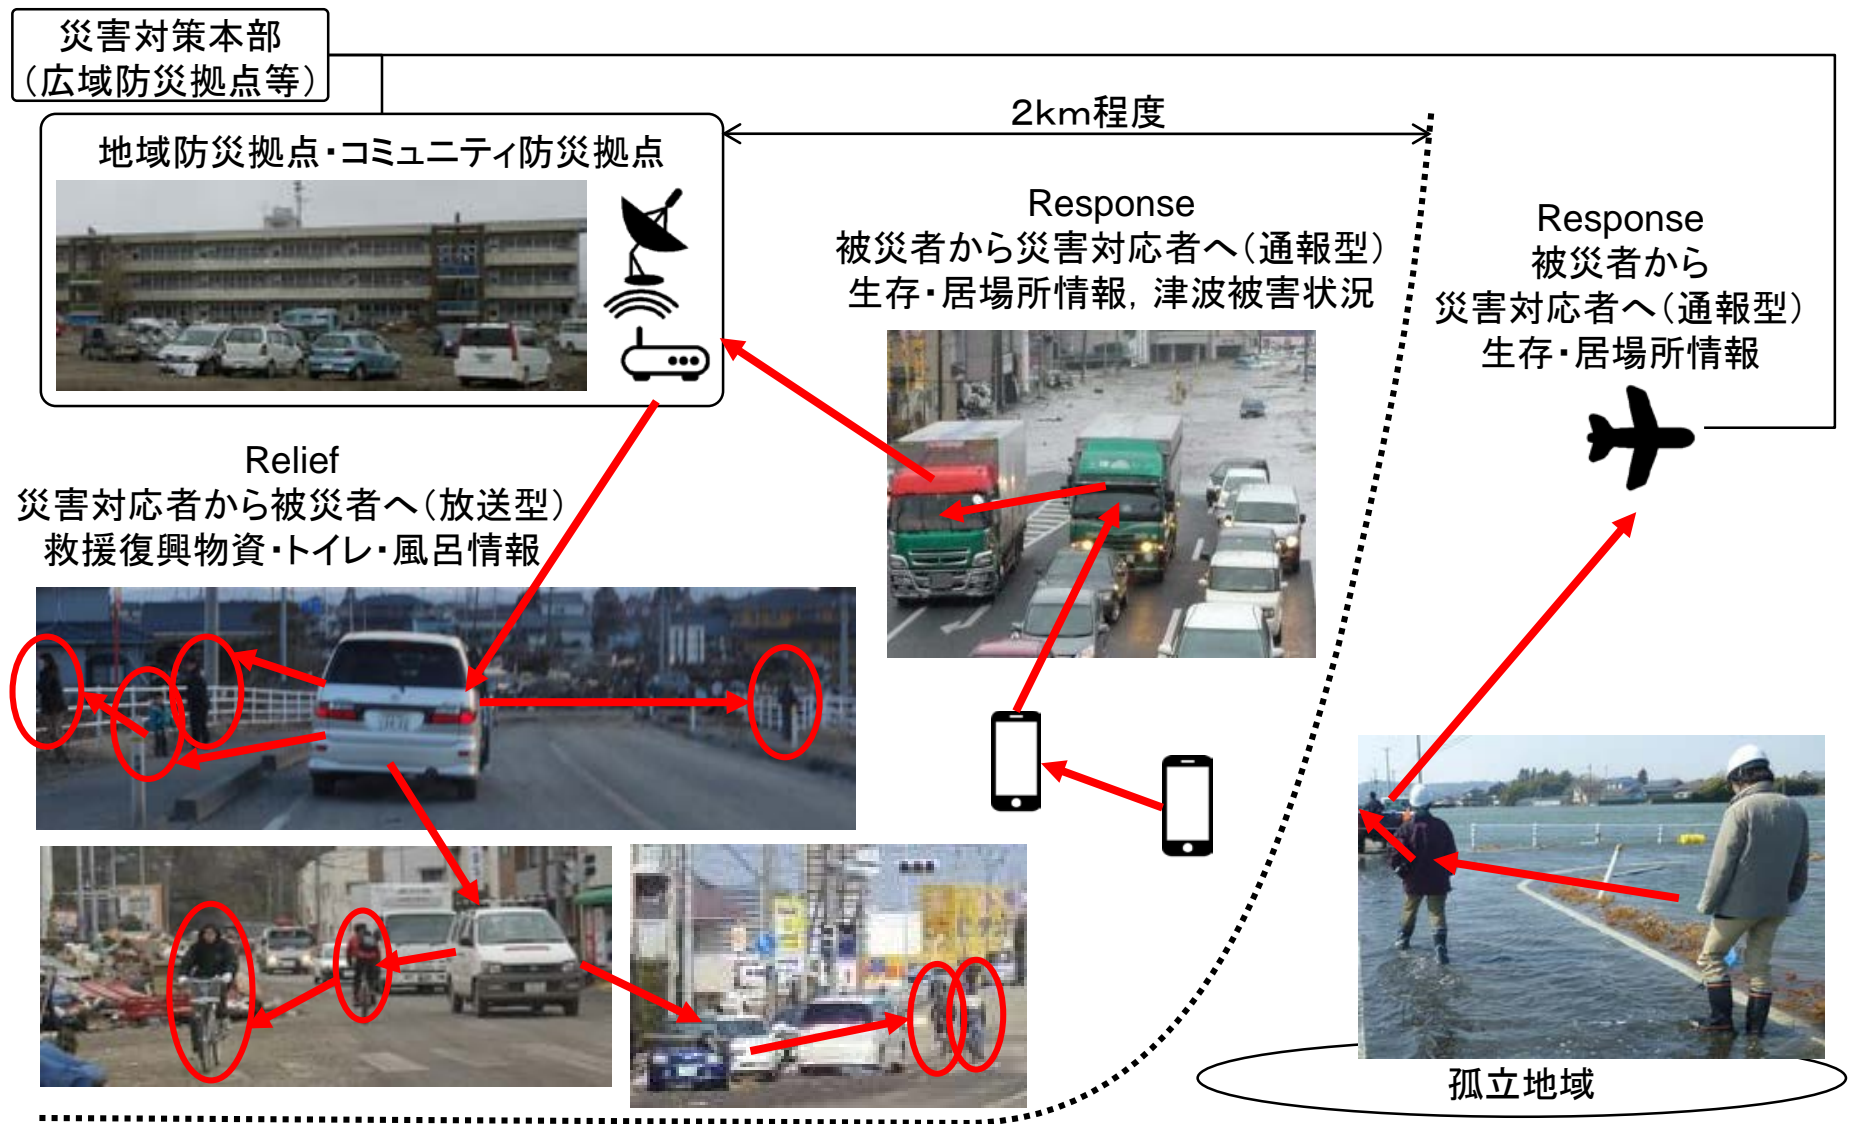 災害対策本部
（広域防災拠点等）
地域防災拠点・コミュニティ防災拠点
2km程度
Response
被災者から災害対応者へ（通報型）
生存・居場所情報，津波被害状況
Response
被災者から
災害対応者へ（通報型）
生存・居場所情報
Relief
災害対応者から被災者へ（放送型）
救援復興物資・トイレ・風呂情報
孤立地域